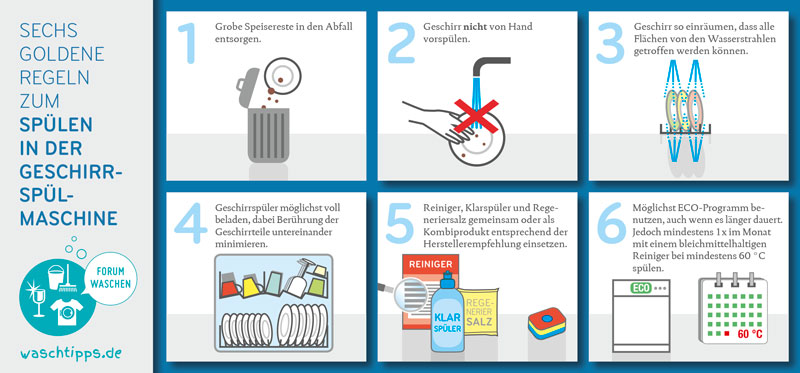 SECHS
GOLDENE
REGELN
ZUM
SPÜLEN
IN DER
GESCHIRR-
SPÜL-
MASCHINE
FORUM
WASCHEN
waschtipps.de
1
Grobe Speisereste in den Abfall
entsorgen.
2
Geschirr nicht von Hand
vorspülen.
3
Geschirr so einräumen, dass alle
Flächen von den Wasserstrahlen
getroffen werden können.
4
Geschirrspüler möglichst voll
beladen, dabei Berührung der
Geschirrteile untereinander
minimieren.
5
Reiniger, Klarspüler und Rege-
neriersalz gemeinsam oder als
Kombiprodukt entsprechend der
Herstellerempfehlung einsetzen.
REINIGER
KLAR
SPÜLER
REGE-
NERIER
SALZ
6
Möglichst ECO-Programm be-
nutzen, auch wenn es länger dauert.
Jedoch mindestens 1x im Monat
mit einem bleichmittelhaltigen
Reiniger bei mindestens 60 °C
spülen.
ECO
60 °C